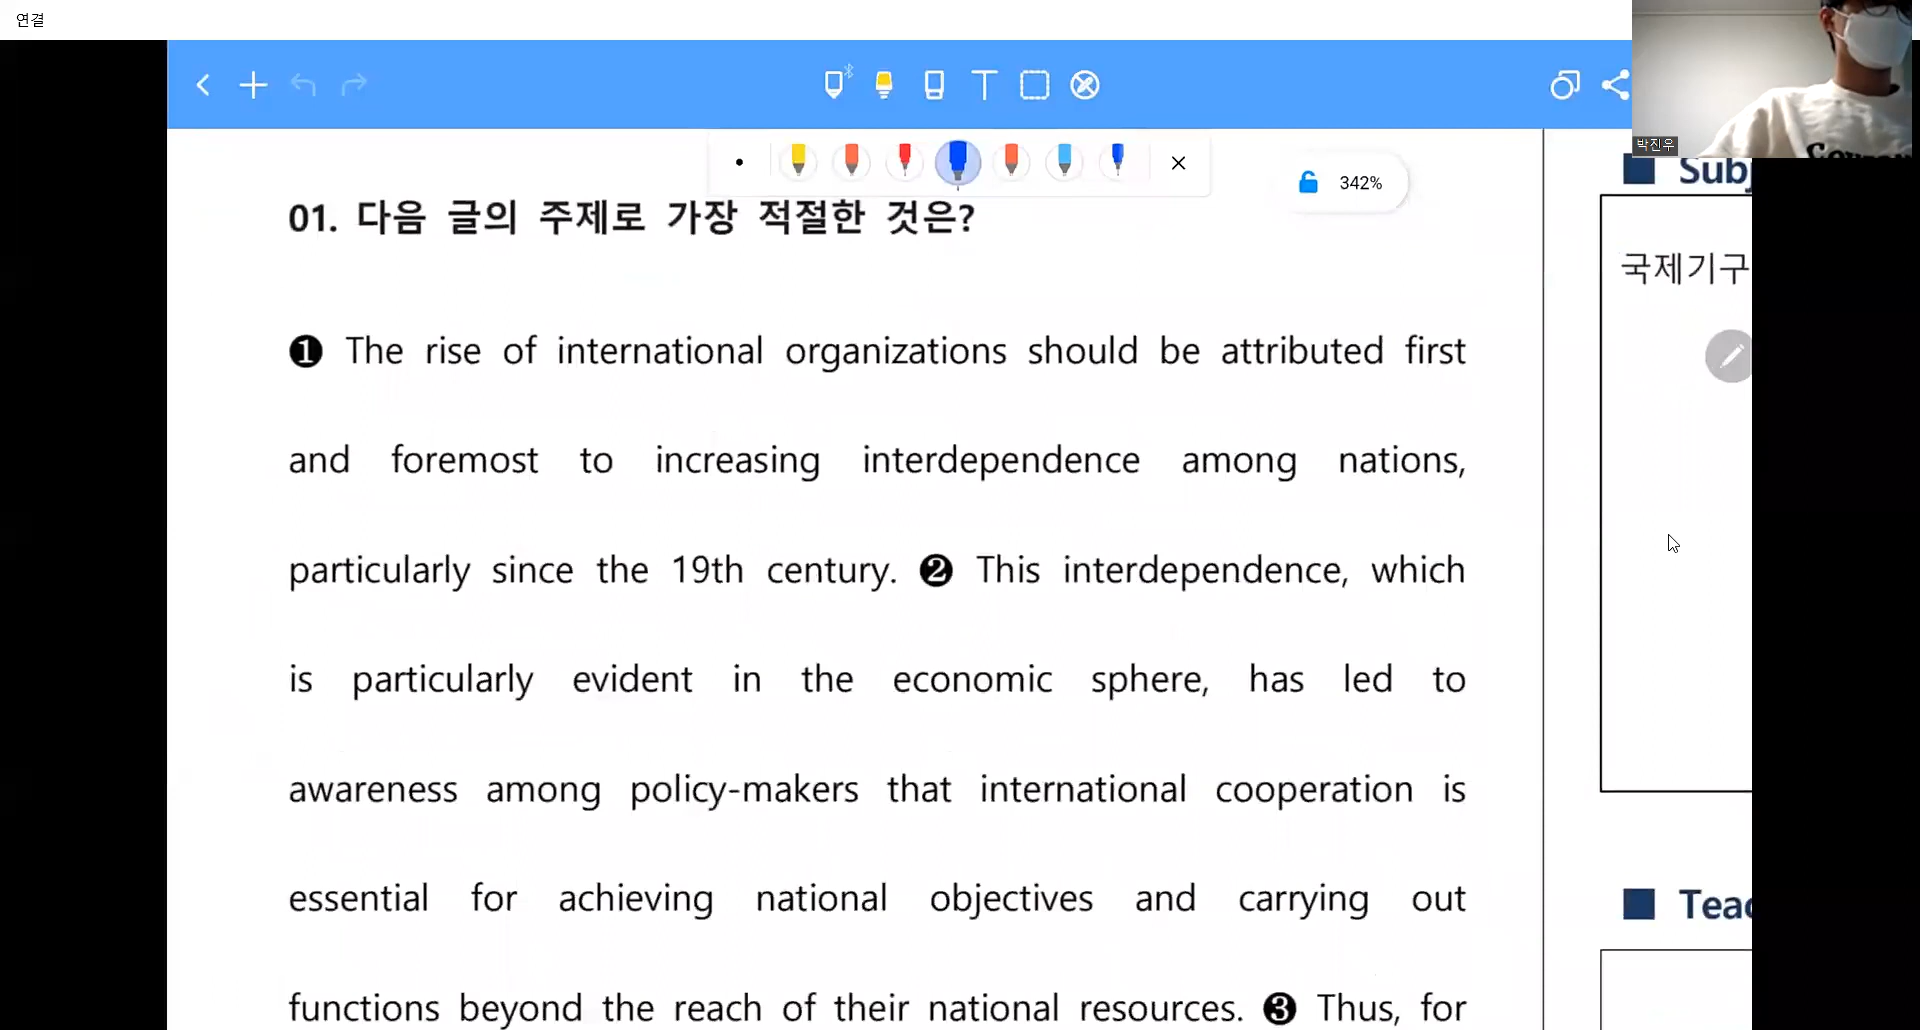 연결
박진우
342%
01. 다음 글의 주제로 가장 적절한 것은?
❶ The rise of international organizations should be attributed first
and foremost to increasing interdependence among nations,
particularly since the 19th century. ❷ This interdependence, which
is particularly evident in the economic sphere, has led to
awareness among policy-makers that international cooperation is
essential for achieving national objectives and carrying out
functions beyond the reach of their national resources. ❸ Thus, for
국제기구